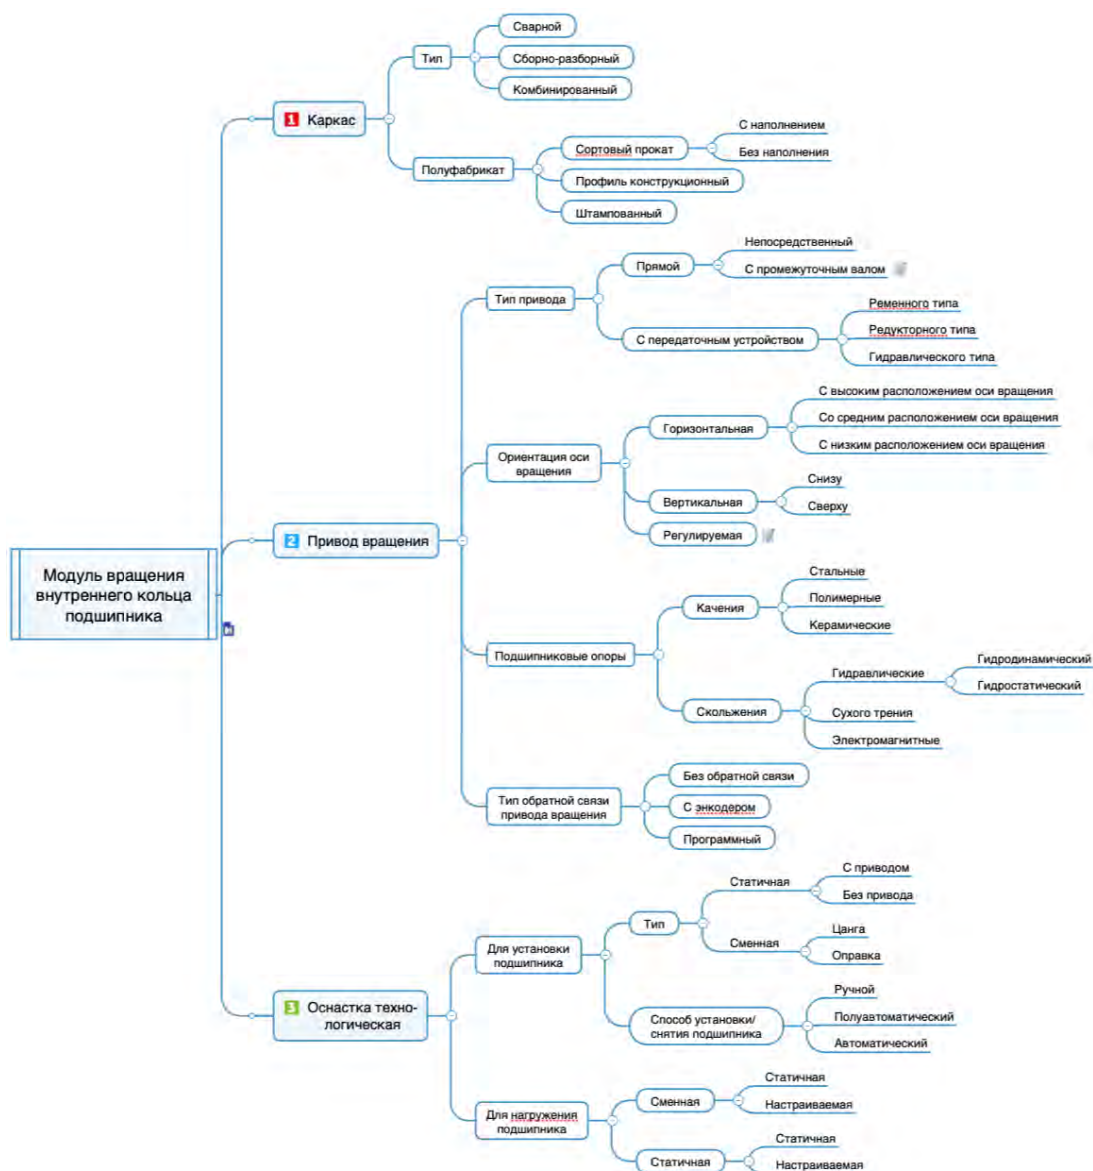 Модуль вращения
внутреннего кольца
подшипника
1 Каркас
Тип
Сварной
Сборно-разборный
Комбинированный
Полуфабрикат
Сортовый прокат
С наполнением
Без наполнения
Профиль конструкционный
Штампованный
2 Привод вращения
Тип привода
Прямой
Непосредственный
С промежуточным валом
С передаточным устройством
Ременного типа
Редукторного типа
Гидравлического типа
Ориентация оси
вращения
Горизонтальная
С высоким расположением оси вращения
Со средним расположением оси вращения
С низким расположением оси вращения
Вертикальная
Снизу
Сверху
Регулируемая
Подшипниковые опоры
Качения
Стальные
Полимерные
Керамические
Скольжения
Гидравлические
Гидродинамический
Гидростатический
Сухого трения
Электромагнитные
Тип обратной связи
привода вращения
Без обратной связи
С энкодером
Программный
3 Оснастка техно-
логическая
Для установки
подшипника
Тип
Статичная
С приводом
Без привода
Сменная
Цанга
Оправка
Способ установки/
снятия подшипника
Ручной
Полуавтоматический
Автоматический
Для нагружения
подшипника
Сменная
Статичная
Настраиваемая
Статичная
Статичная
Настраиваемая